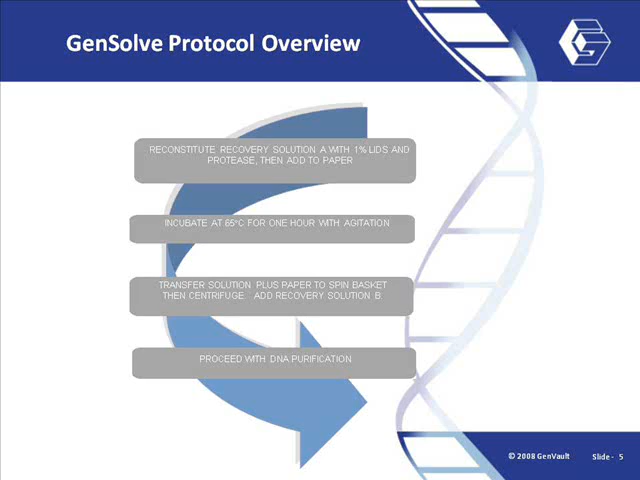 GenSolve Protocol Overview
RECONSTITUTE RECOVERY SOLUTION A WITH 1% LIDS AND
PROTEASE, THEN ADD TO PAPER
INCUBATE AT 65°C FOR ONE HOUR WITH AGITATION
TRANSFER SOLUTION PLUS PAPER TO SPIN BASKET
THEN CENTRIFUGE. ADD RECOVERY SOLUTION B.
PROCEED WITH DNA PURIFICATION
© 2008 GenVault Slide - 5